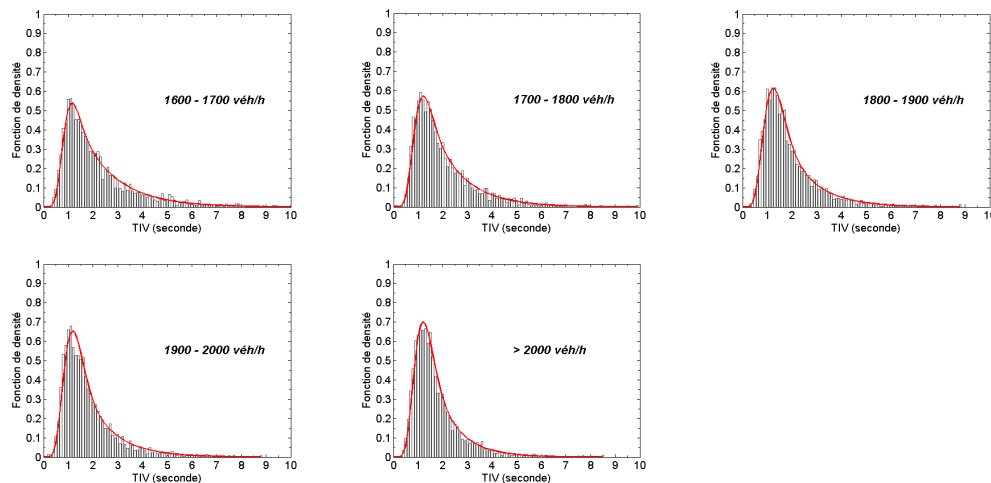 1
0.9
0.8
0.7
0.6
0.5
0.4
0.3
0.2
0.1
0
Fonction de densité
1600 - 1700 véh/h
0 1 2 3 4 5 6 7 8 9 10
TIV (seconde)
1
0.9
0.8
0.7
0.6
0.5
0.4
0.3
0.2
0.1
0
Fonction de densité
1700 - 1800 véh/h
0 1 2 3 4 5 6 7 8 9 10
TIV (seconde)
1
0.9
0.8
0.7
0.6
0.5
0.4
0.3
0.2
0.1
0
Fonction de densité
1800 - 1900 véh/h
0 1 2 3 4 5 6 7 8 9 10
TIV (seconde)
1
0.9
0.8
0.7
0.6
0.5
0.4
0.3
0.2
0.1
0
Fonction de densité
1900 - 2000 véh/h
0 1 2 3 4 5 6 7 8 9 10
TIV (seconde)
1
0.9
0.8
0.7
0.6
0.5
0.4
0.3
0.2
0.1
0
Fonction de densité
> 2000 véh/h
0 1 2 3 4 5 6 7 8 9 10
TIV (seconde)